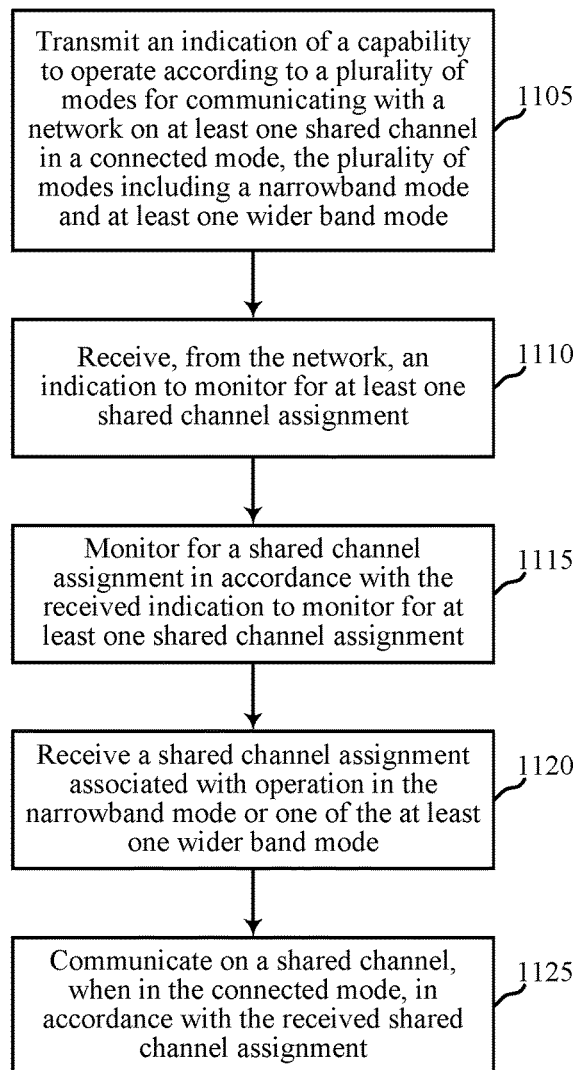 Transmit an indication of a capability
to operate according to a plurality of
modes for communicating with a
network on at least one shared channel
in a connected mode, the plurality of
modes including a narrowband mode
and at least one wider band mode
1105
Receive, from the network, an
indication to monitor for at least one
shared channel assignment
1110
Monitor for a shared channel
assignment in accordance with the
received indication to monitor for at
least one shared channel assignment
1115
Receive a shared channel assignment
associated with operation in the
narrowband mode or one of the at least
one wider band mode
1120
Communicate on a shared channel,
when in the connected mode, in
accordance with the received shared
channel assignment
1125